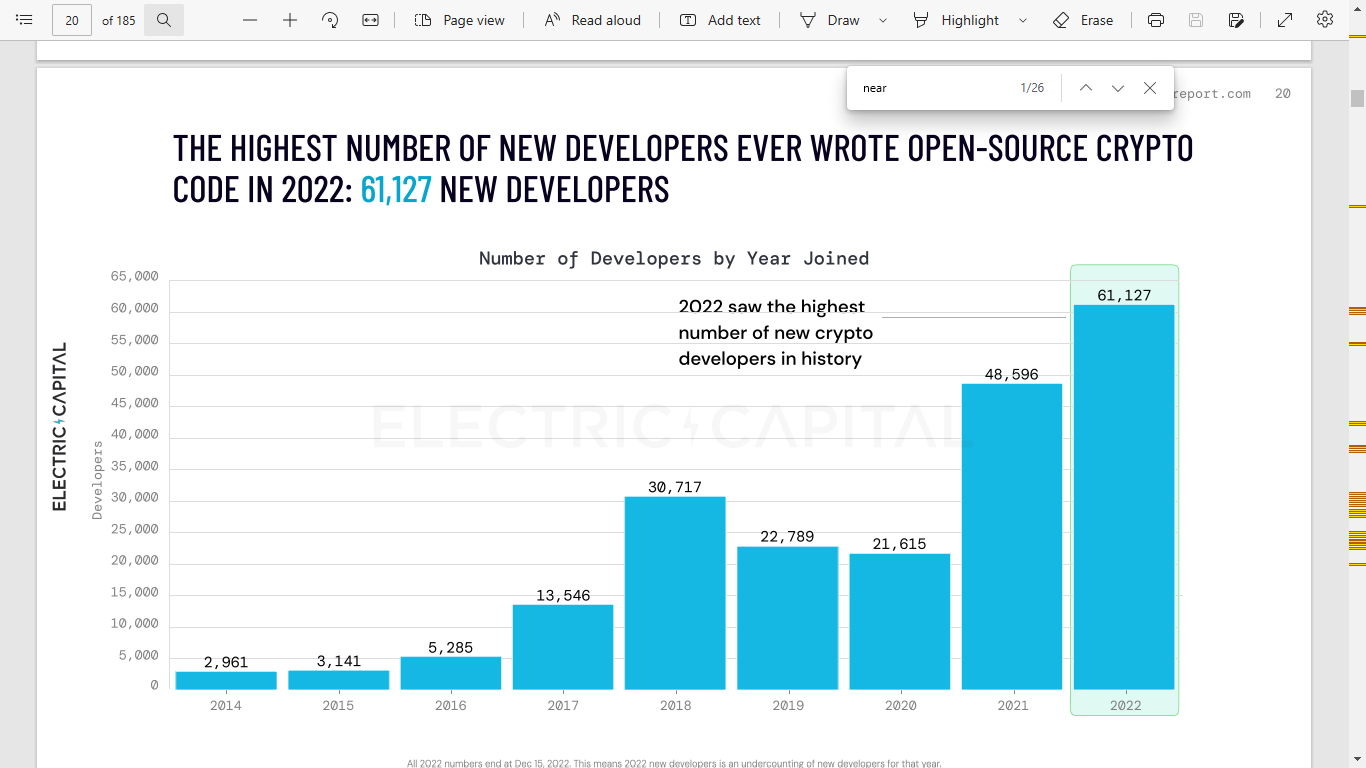 20 of 185 Page view Read aloud Add text Draw Highlight Erase
near 1/26
report.com 20
THE HIGHEST NUMBER OF NEW DEVELOPERS EVER WROTE OPEN-SOURCE CRYPTO
CODE IN 2022: 61,127 NEW DEVELOPERS
Number of Developers by Year Joined
65,000
60,000
55,000
50,000
45,000
40,000
35,000
30,000
25,000
20,000
15,000
10,000
5,000
0
Developers
ELECTRIC CAPITAL
2022 saw the highest
number of new crypto
developers in history
ELECTRIC CAPITAL
2,961
3,141
5,285
13,546
30,717
22,789
21,615
48,596
61,127
2014 2015 2016 2017 2018 2019 2020 2021 2022
All 2022 numbers end at Dec 15, 2022. This means 2022 new developers is an undercounting of new developers for that year.